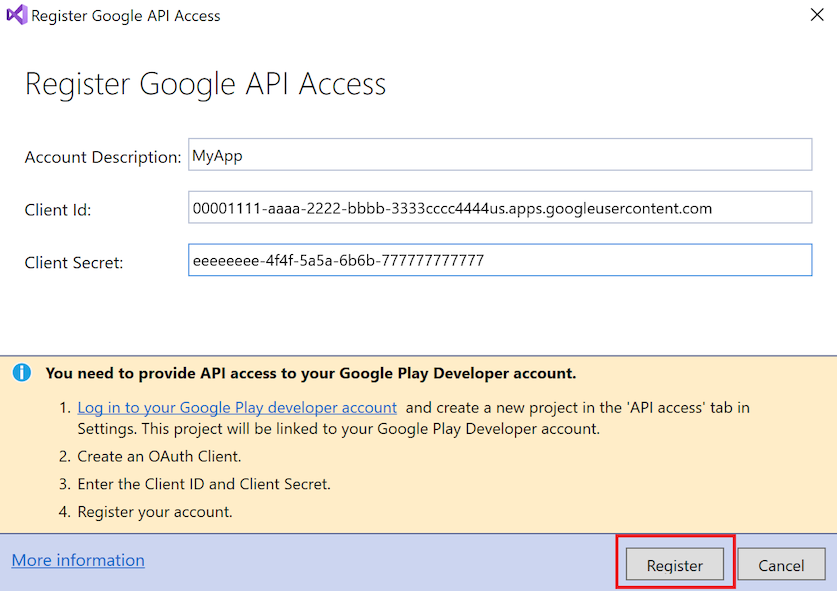 Register Google API Access
Register Google API Access
Account Description: MyApp
Client Id: 00001111-aaaa-2222-bbbb-3333cccc4444us.apps.googleusercontent.com
Client Secret: eeeeeeee-4f4f-5a5a-6b6b-777777777777
You need to provide API access to your Google Play Developer account.
1. Log in to your Google Play developer account and create a new project in the 'API access' tab in
Settings. This project will be linked to your Google Play Developer account.
2. Create an OAuth Client.
3. Enter the Client ID and Client Secret.
4. Register your account.
More information Register Cancel